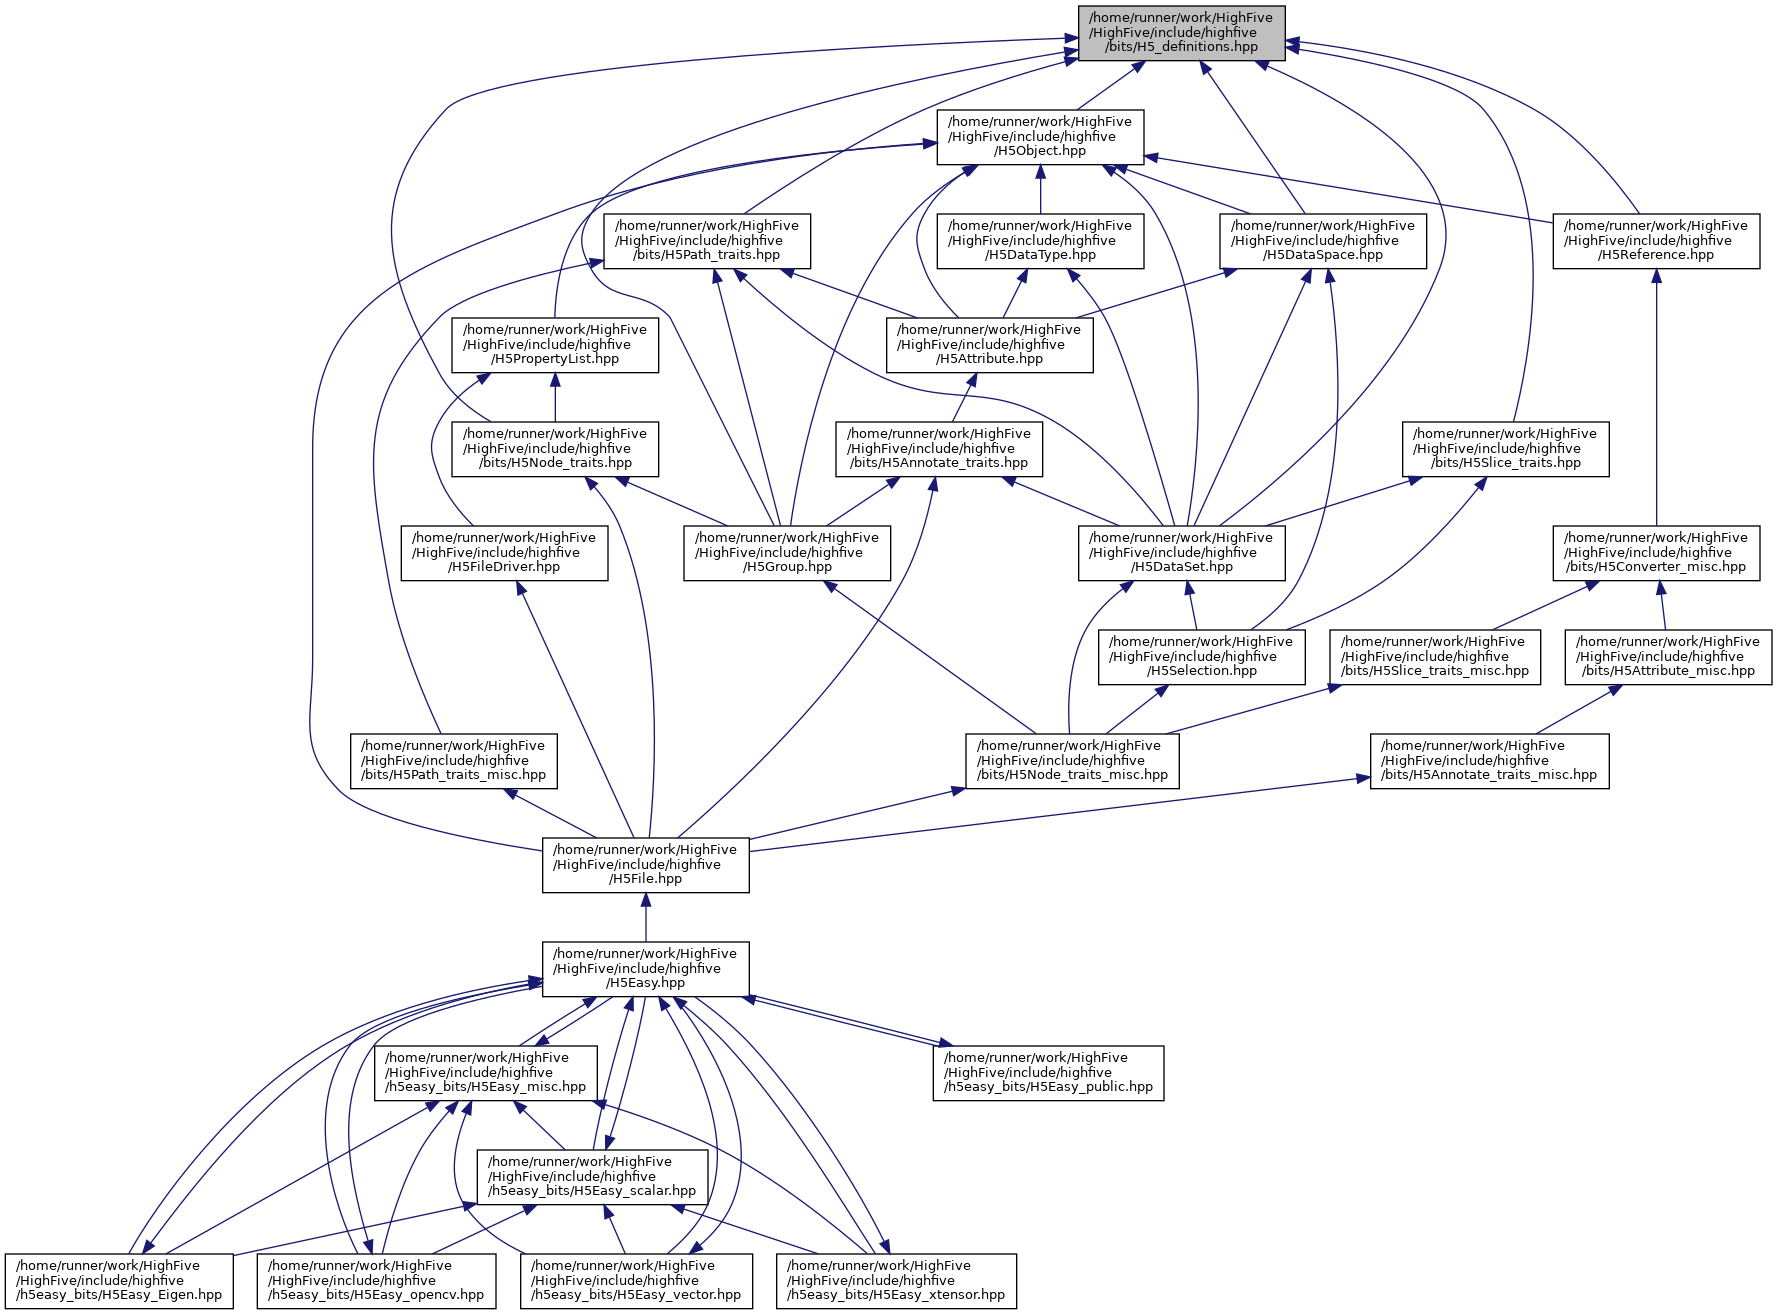 /home/runner/work/HighFive
/HighFive/include/highfive
/bits/H5_definitions.hpp
/home/runner/work/HighFive
/HighFive/include/highfive
/H5Object.hpp
/home/runner/work/HighFive
/HighFive/include/highfive
/bits/H5Path_traits.hpp
/home/runner/work/HighFive
/HighFive/include/highfive
/H5DataType.hpp
/home/runner/work/HighFive
/HighFive/include/highfive
/H5DataSpace.hpp
/home/runner/work/HighFive
/HighFive/include/highfive
/H5Reference.hpp
/home/runner/work/HighFive
/HighFive/include/highfive
/H5PropertyList.hpp
/home/runner/work/HighFive
/HighFive/include/highfive
/H5Attribute.hpp
/home/runner/work/HighFive
/HighFive/include/highfive
/bits/H5Node_traits.hpp
/home/runner/work/HighFive
/HighFive/include/highfive
/bits/H5Annotate_traits.hpp
/home/runner/work/HighFive
/HighFive/include/highfive
/bits/H5Slice_traits.hpp
/home/runner/work/HighFive
/HighFive/include/highfive
/H5FileDriver.hpp
/home/runner/work/HighFive
/HighFive/include/highfive
/H5Group.hpp
/home/runner/work/HighFive
/HighFive/include/highfive
/H5DataSet.hpp
/home/runner/work/HighFive
/HighFive/include/highfive
/bits/H5Converter_misc.hpp
/home/runner/work/HighFive
/HighFive/include/highfive
/H5Selection.hpp
/home/runner/work/HighFive
/HighFive/include/highfive
/bits/H5Slice_traits_misc.hpp
/home/runner/work/HighFive
/HighFive/include/highfive
/bits/H5Attribute_misc.hpp
/home/runner/work/HighFive
/HighFive/include/highfive
/bits/H5Path_traits_misc.hpp
/home/runner/work/HighFive
/HighFive/include/highfive
/bits/H5Node_traits_misc.hpp
/home/runner/work/HighFive
/HighFive/include/highfive
/bits/H5Annotate_traits_misc.hpp
/home/runner/work/HighFive
/HighFive/include/highfive
/H5File.hpp
/home/runner/work/HighFive
/HighFive/include/highfive
/H5Easy.hpp
/home/runner/work/HighFive
/HighFive/include/highfive
/h5easy_bits/H5Easy_misc.hpp
/home/runner/work/HighFive
/HighFive/include/highfive
/h5easy_bits/H5Easy_public.hpp
/home/runner/work/HighFive
/HighFive/include/highfive
/h5easy_bits/H5Easy_scalar.hpp
/home/runner/work/HighFive
/HighFive/include/highfive
/h5easy_bits/H5Easy_Eigen.hpp
/home/runner/work/HighFive
/HighFive/include/highfive
/h5easy_bits/H5Easy_opencv.hpp
/home/runner/work/HighFive
/HighFive/include/highfive
/h5easy_bits/H5Easy_vector.hpp
/home/runner/work/HighFive
/HighFive/include/highfive
/h5easy_bits/H5Easy_xtensor.hpp